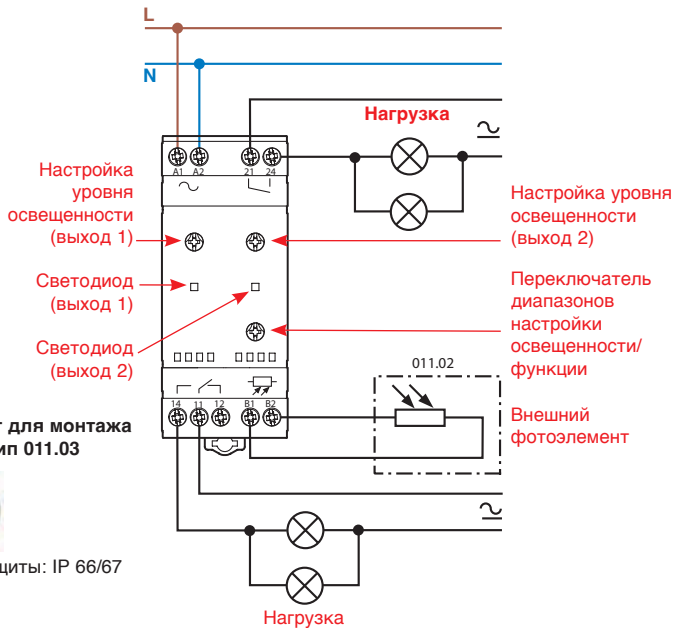 L
N
Нагрузка
A1 A2 21 24
Настройка
уровня
освещенности
(выход 1)
Настройка уровня
освещенности
(выход 2)
Светодиод
(выход 1)
Переключатель
диапазонов
настройки
освещенности/
функции
Светодиод
(выход 2)
011.02
14 11 12 B1 B2
Внешний
фотоэлемент
для монтажа
011.03
IP 66/67
Нагрузка